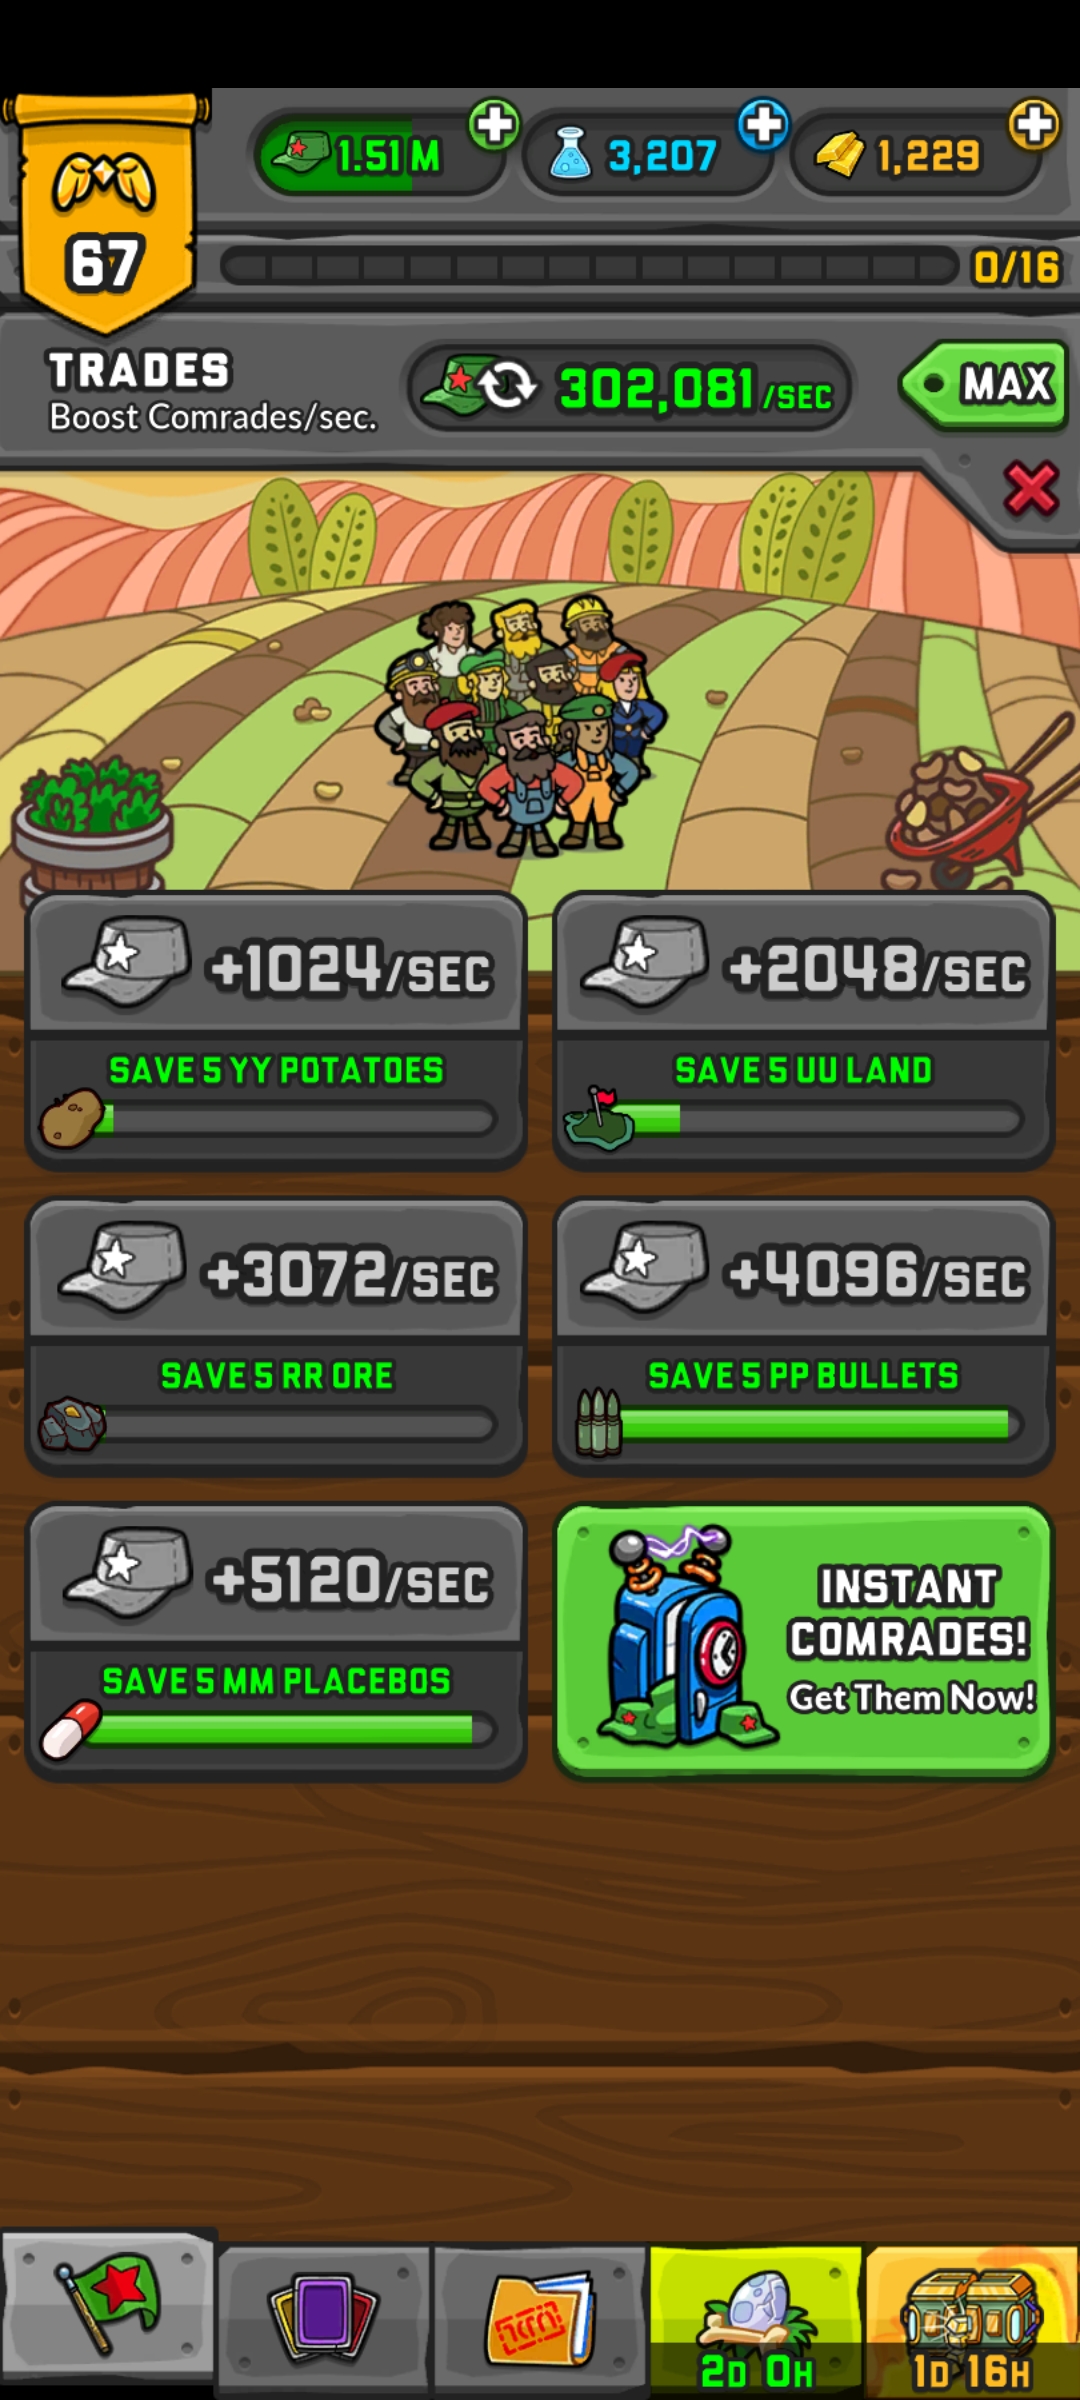 1.51 M
3,207
1,229
67
0/16
TRADES
Boost Comrades/sec.
302,081/SEC
MAX
+1024/SEC
+2048/SEC
SAVE 5 YY POTATOES
SAVE 5 UU LAND
+3072/SEC
+4096/SEC
SAVE 5 RR ORE
SAVE 5 PP BULLETS
+5120/SEC
SAVE 5 MM PLACEBOS
INSTANT
COMRADES!
Get Them Now!
2D 0H
1D 16H